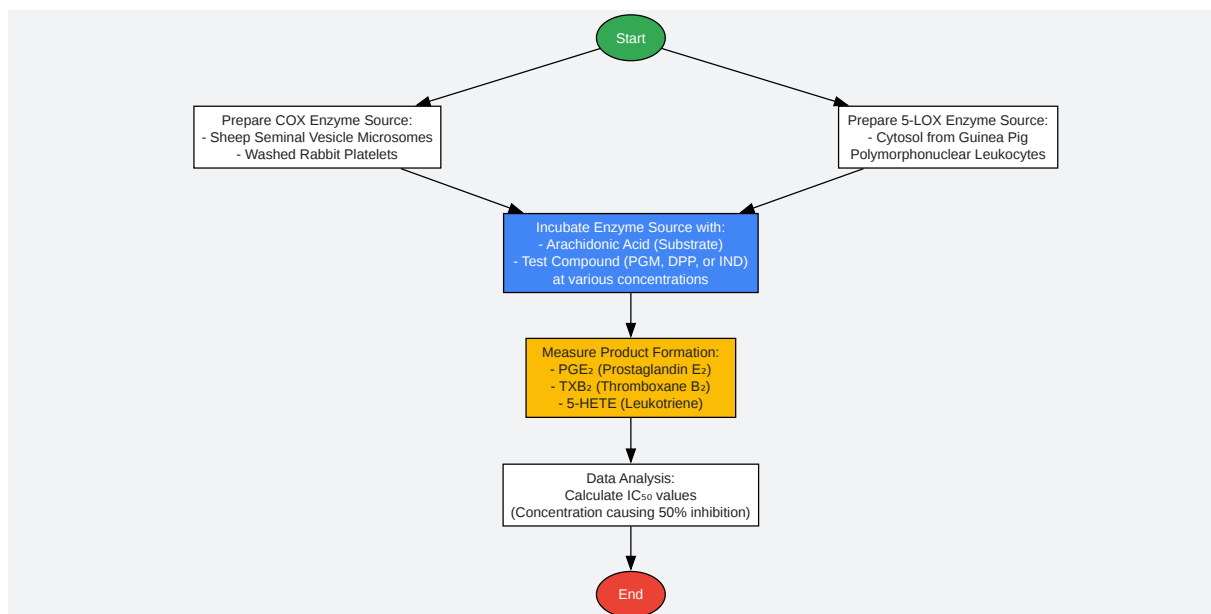 Start
Prepare COX Enzyme Source:
- Sheep Seminal Vesicle Microsomes
- Washed Rabbit Platelets
Prepare 5-LOX Enzyme Source:
- Cytosol from Guinea Pig
Polymorphonuclear Leukocytes
Incubate Enzyme Source with:
- Arachidonic Acid (Substrate)
- Test Compound (PGM, DPP, or IND)
at various concentrations
Measure Product Formation:
- PGE₂ (Prostaglandin E₂)
- TXB₂ (Thromboxane B₂)
- 5-HETE (Leukotriene)
Data Analysis:
Calculate IC₅₀ values
(Concentration causing 50% inhibition)
End